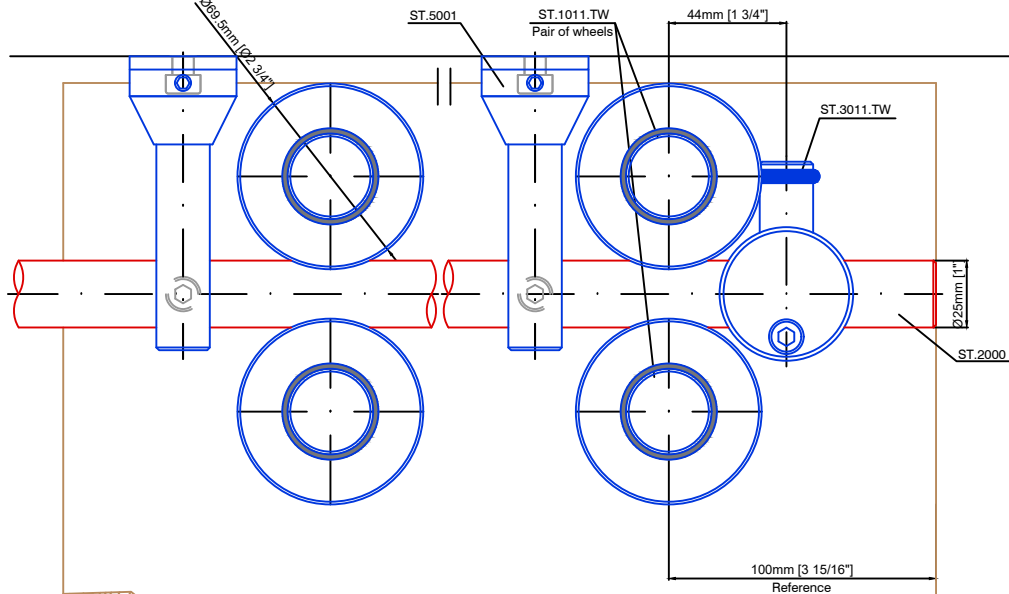 Ø69.5mm [Ø2 3/4"]
ST.5001
ST.1011.TW
Pair of wheels
44mm [1 3/4"]
ST.3011.TW
Ø25mm [1"]
ST.2000
100mm [3 15/16"]
Reference